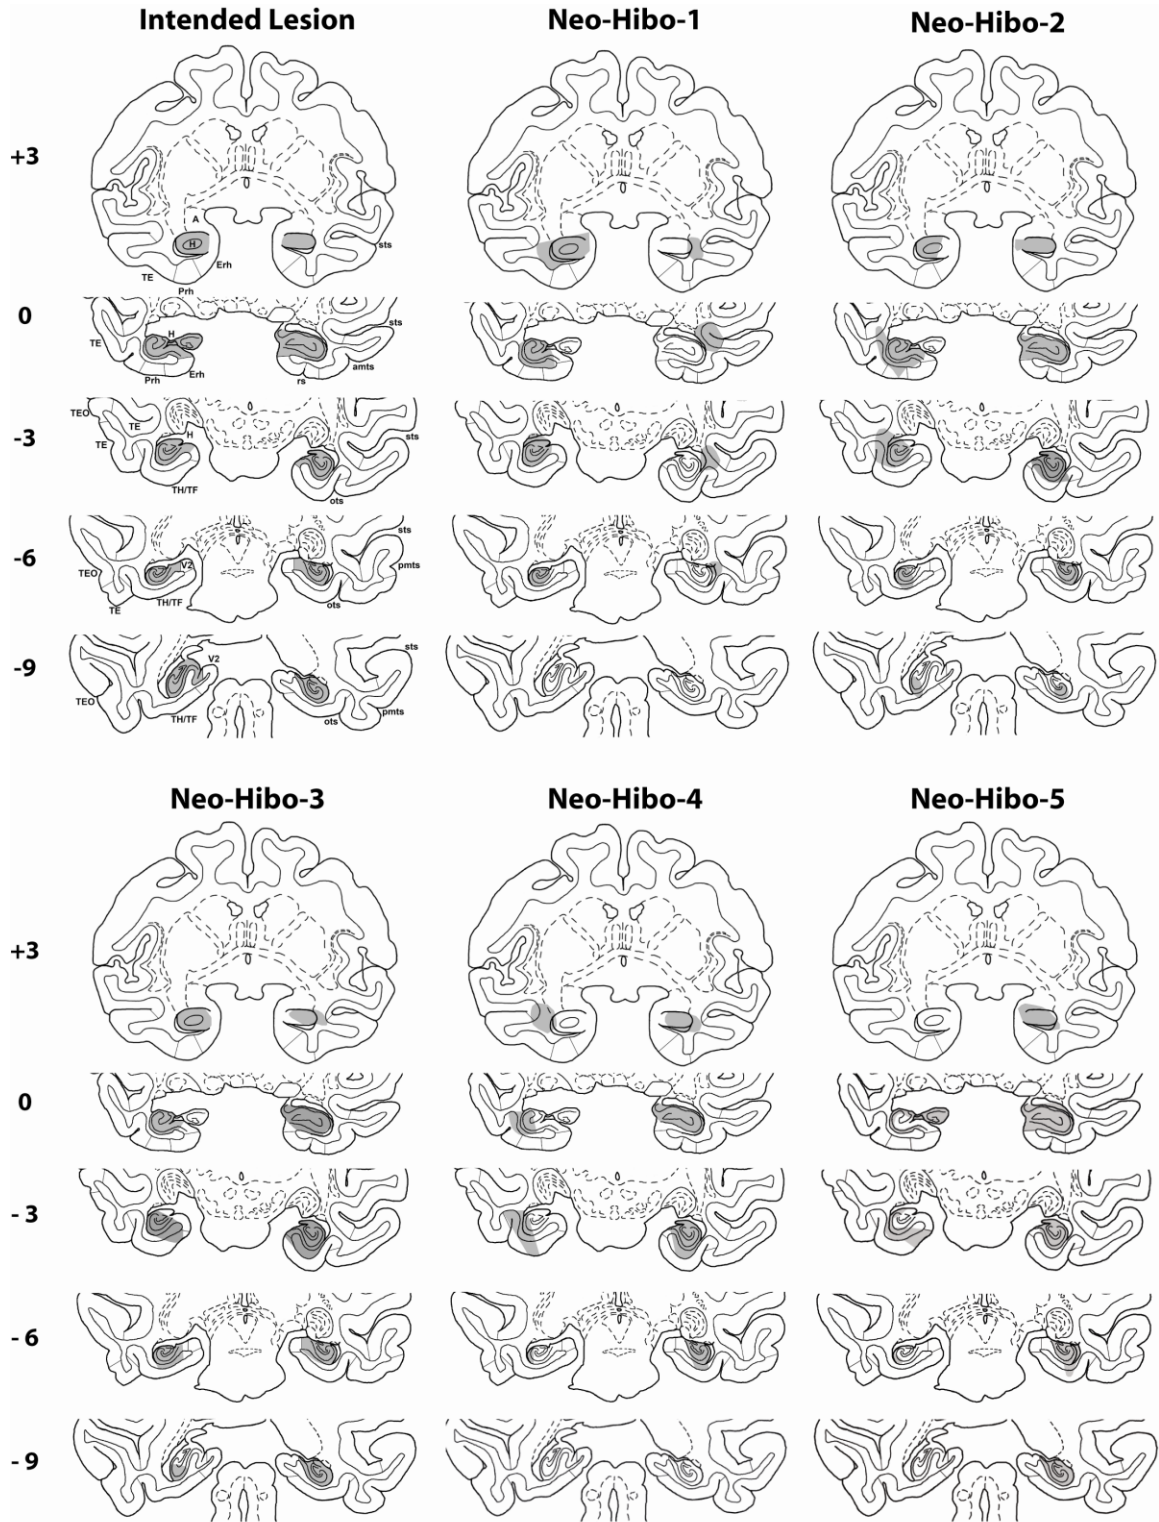 Intended Lesion Neo-Hibo-1 Neo-Hibo-2
+3
A
H
sts
TE
Erh
Prh
0
H
sts
TE
amts
Prh
Erh
rs
TEO
TE
-3
H
sts
TE
TH/TF
ots
sts
-6
V2
pmts
TEO
TH/TF
ots
TE
sts
V2
-9
TEO
pmts
TH/TF
ots
Neo-Hibo-3 Neo-Hibo-4 Neo-Hibo-5
+3
0
- 3
- 6
- 9